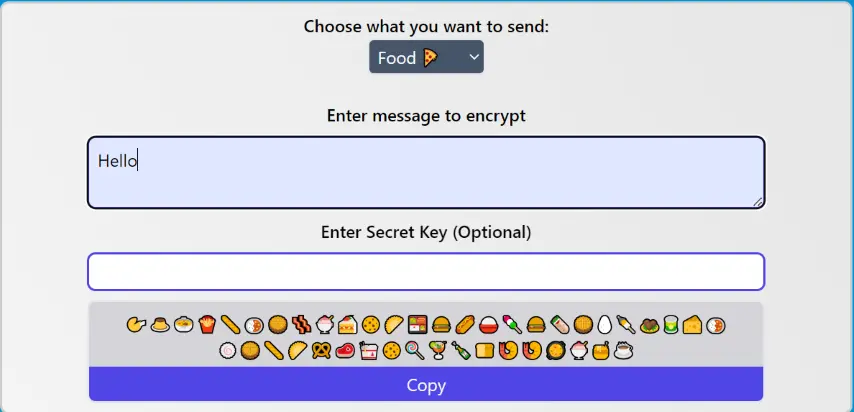 Choose what you want to send:
Food 🍕
Enter message to encrypt
Hello
Enter Secret Key (Optional)
Copy